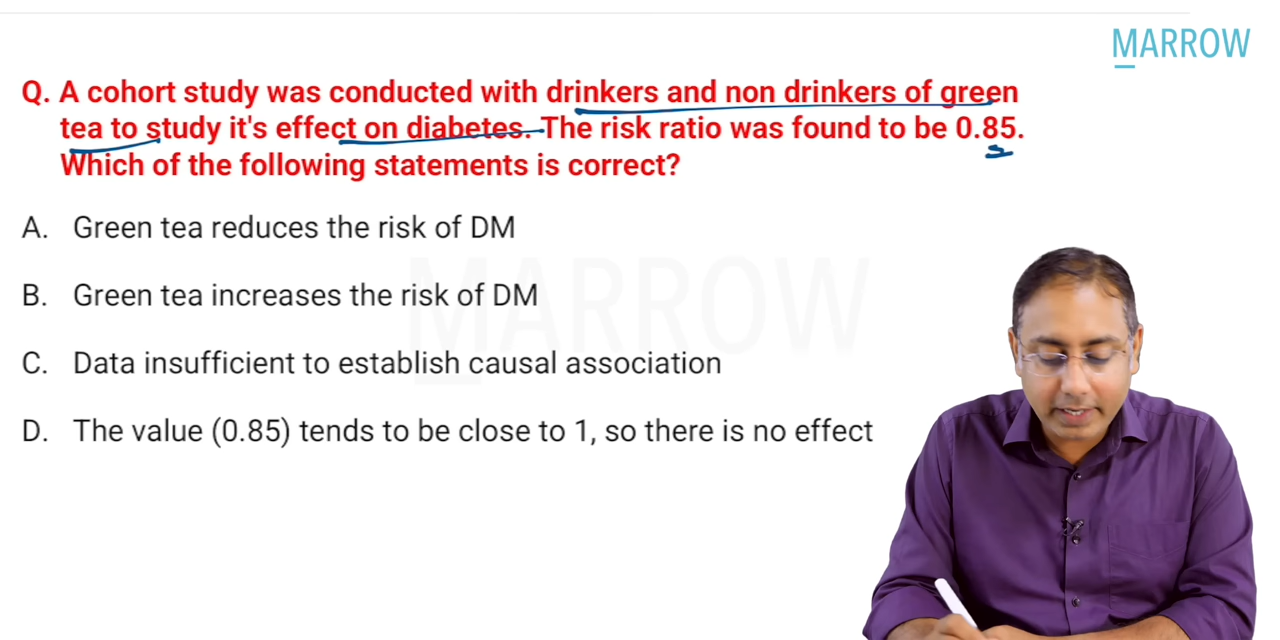 MARROW
Q. A cohort study was conducted with drinkers and non drinkers of green
tea to study it's effect on diabetes. The risk ratio was found to be 0.85.
Which of the following statements is correct?
A. Green tea reduces the risk of DM
B. Green tea increases the risk of DM
C. Data insufficient to establish causal association
D. The value (0.85) tends to be close to 1, so there is no effect
MARROW